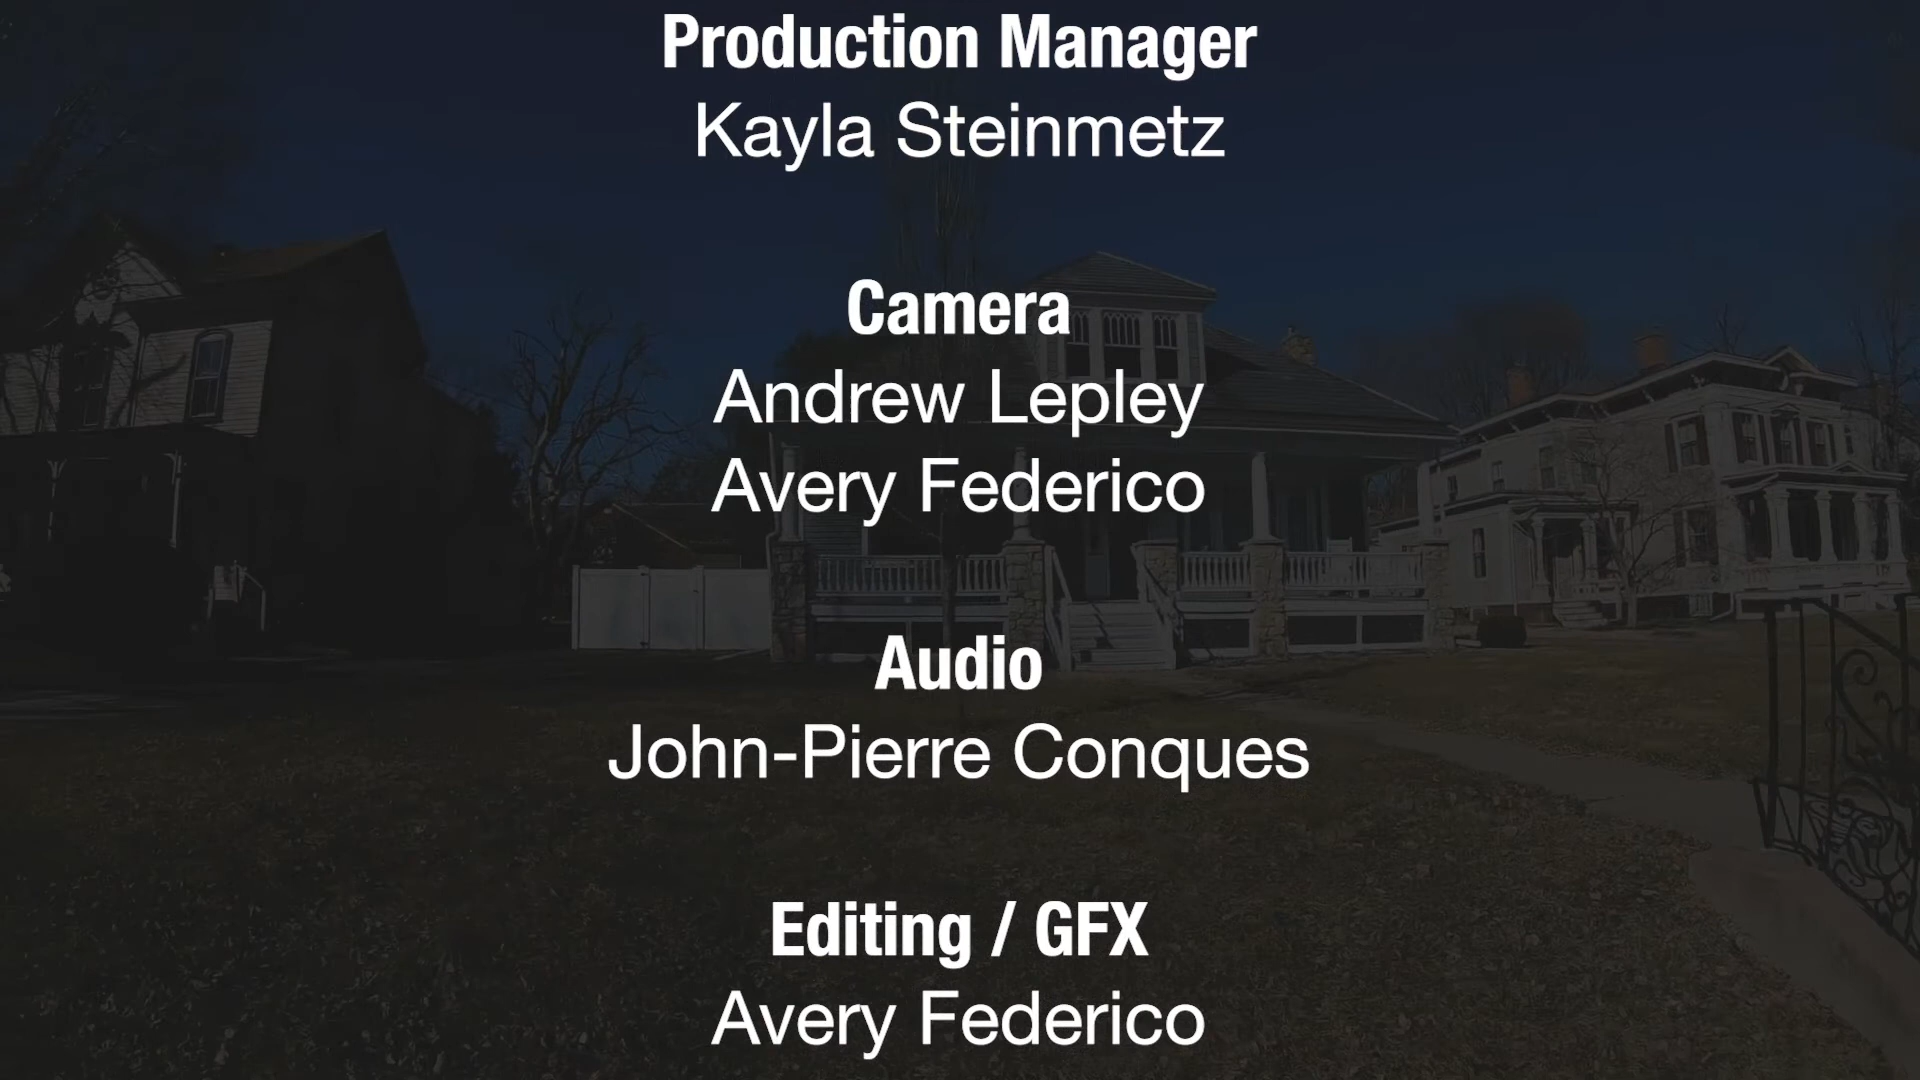 Production Manager
Kayla Steinmetz
Camera
Andrew Lepley
Avery Federico
Audio
John-Pierre Conques
Editing / GFX
Avery Federico